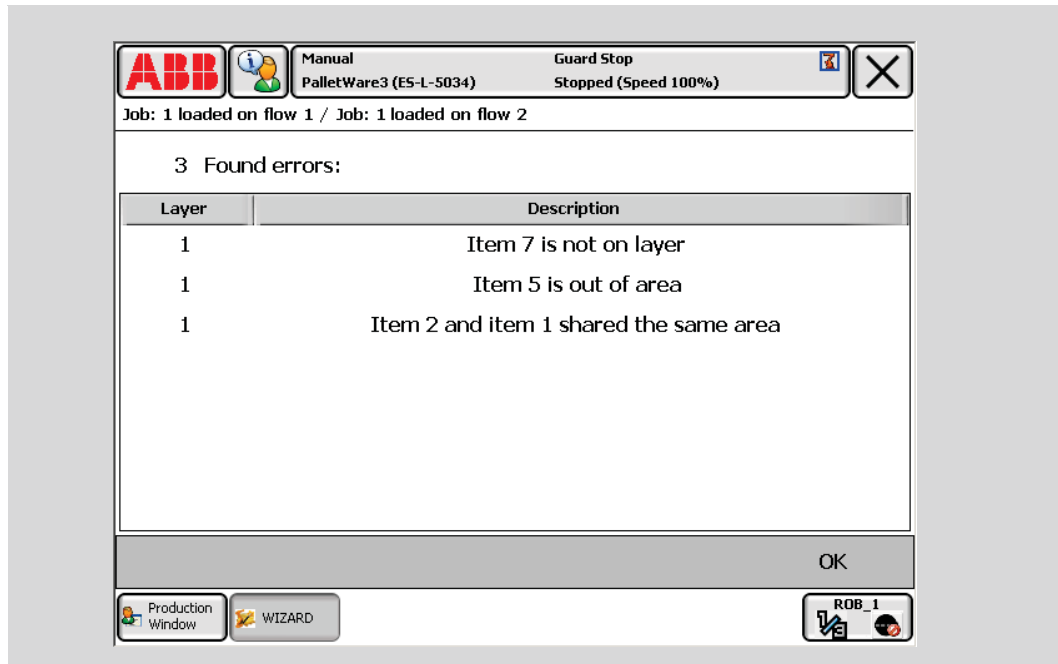 ABB
Manual
Guard Stop
PalletWare3 (ES-L-5034)
Stopped (Speed 100%)
Job: 1 loaded on flow 1 / Job: 1 loaded on flow 2
3 Found errors:
Layer Description
1 Item 7 is not on layer
1 Item 5 is out of area
1 Item 2 and item 1 shared the same area
OK
Production
Window
WIZARD
ROB_1
1/3